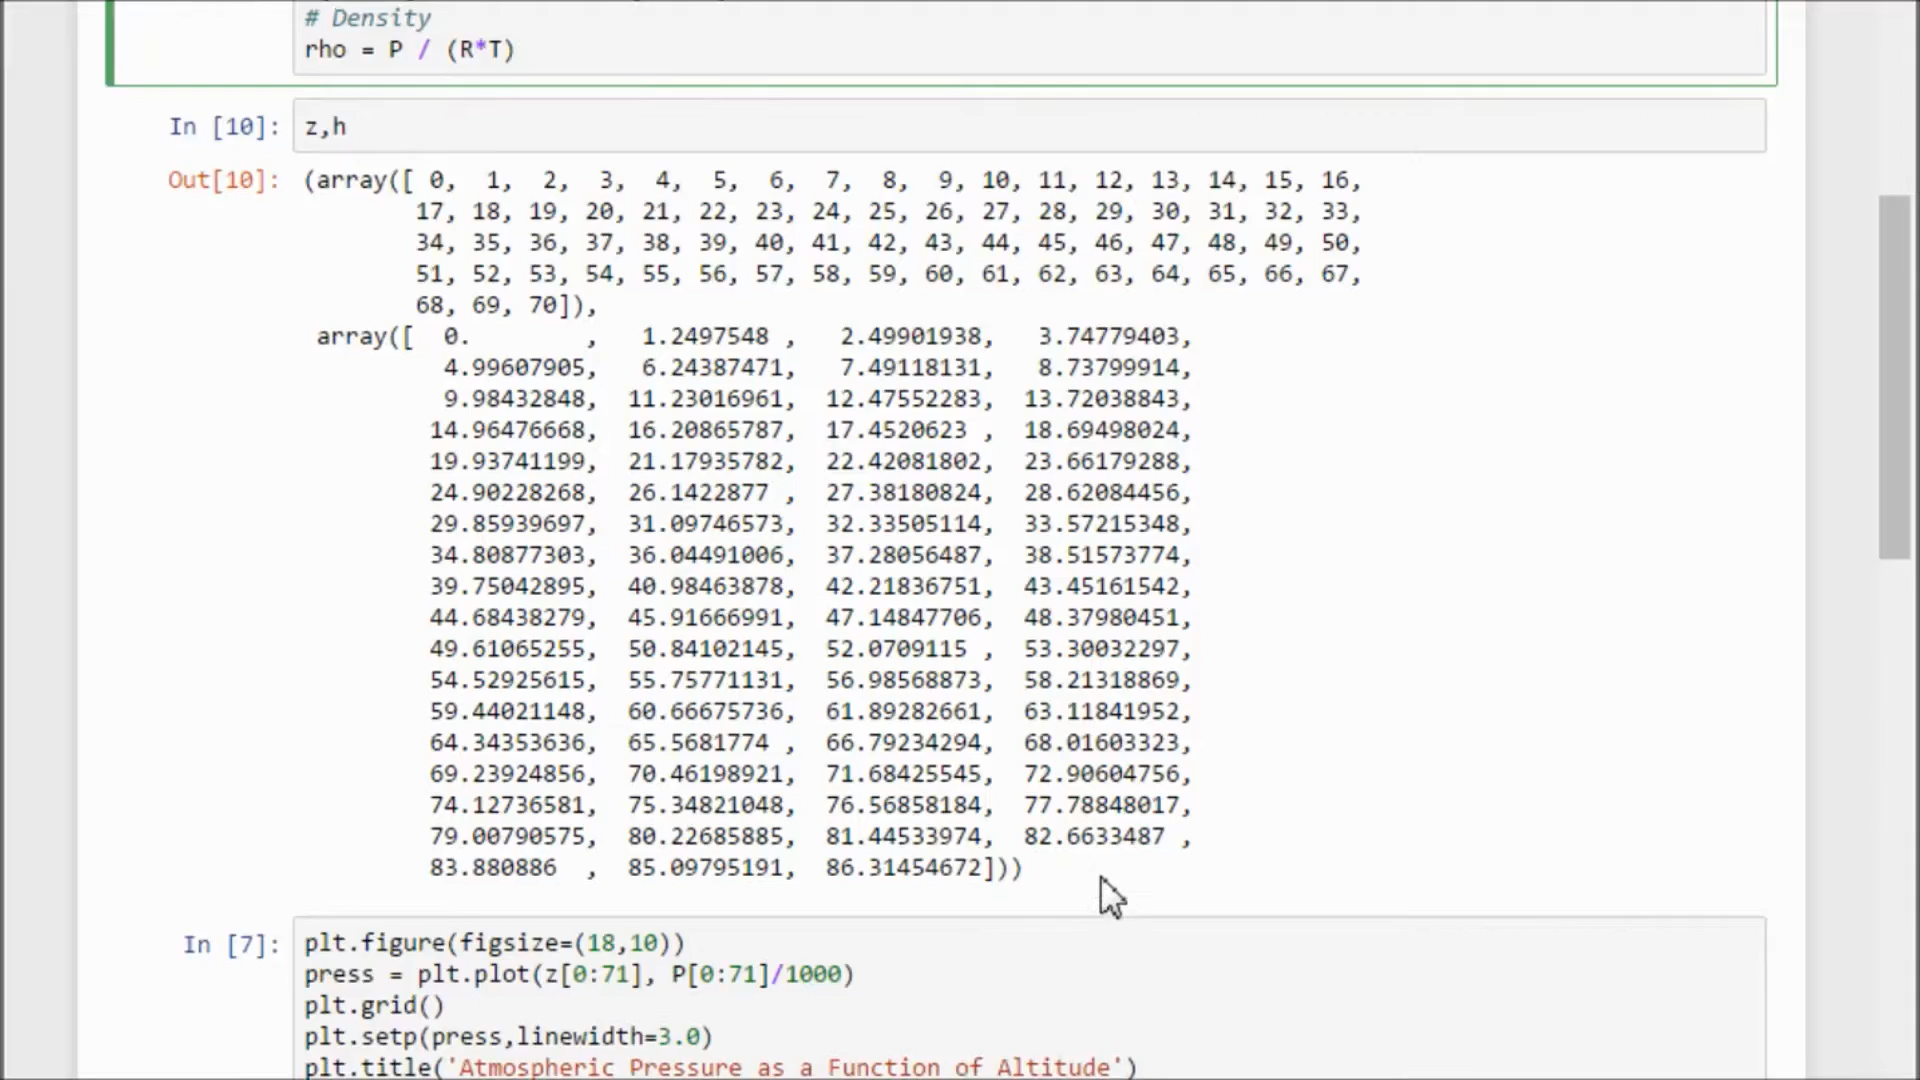 # Density
rho = P / (R*T)
In [10]: z,h
Out[10]: (array([ 0, 1, 2, 3, 4, 5, 6, 7, 8, 9, 10, 11, 12, 13, 14, 15, 16,
17, 18, 19, 20, 21, 22, 23, 24, 25, 26, 27, 28, 29, 30, 31, 32, 33,
34, 35, 36, 37, 38, 39, 40, 41, 42, 43, 44, 45, 46, 47, 48, 49, 50,
51, 52, 53, 54, 55, 56, 57, 58, 59, 60, 61, 62, 63, 64, 65, 66, 67,
68, 69, 70]),
array([ 0. , 1.2497548 , 2.49901938, 3.74779403,
4.99607905, 6.24387471, 7.49118131, 8.73799914,
9.98432848, 11.23016961, 12.47552283, 13.72038843,
14.96476668, 16.20865787, 17.4520623 , 18.69498024,
19.93741199, 21.17935782, 22.42081802, 23.66179288,
24.90228268, 26.1422877 , 27.38180824, 28.62084456,
29.85939697, 31.09746573, 32.33505114, 33.57215348,
34.80877303, 36.04491006, 37.28056487, 38.51573774,
39.75042895, 40.98463878, 42.21836751, 43.45161542,
44.68438279, 45.91666991, 47.14847706, 48.37980451,
49.61065255, 50.84102145, 52.0709115 , 53.30032297,
54.52925615, 55.75771131, 56.98568873, 58.21318869,
59.44021148, 60.66675736, 61.89282661, 63.11841952,
64.34353636, 65.5681774 , 66.79234294, 68.01603323,
69.23924856, 70.46198921, 71.68425545, 72.90604756,
74.12736581, 75.34821048, 76.56858184, 77.78848017,
79.00790575, 80.22685885, 81.44533974, 82.6633487 ,
83.880886 , 85.09795191, 86.31454672]))
In [7]: plt.figure(figsize=(18,10))
press = plt.plot(z[0:71], P[0:71]/1000)
plt.grid()
plt.setp(press,linewidth=3.0)
plt.title('Atmospheric Pressure as a Function of Altitude')